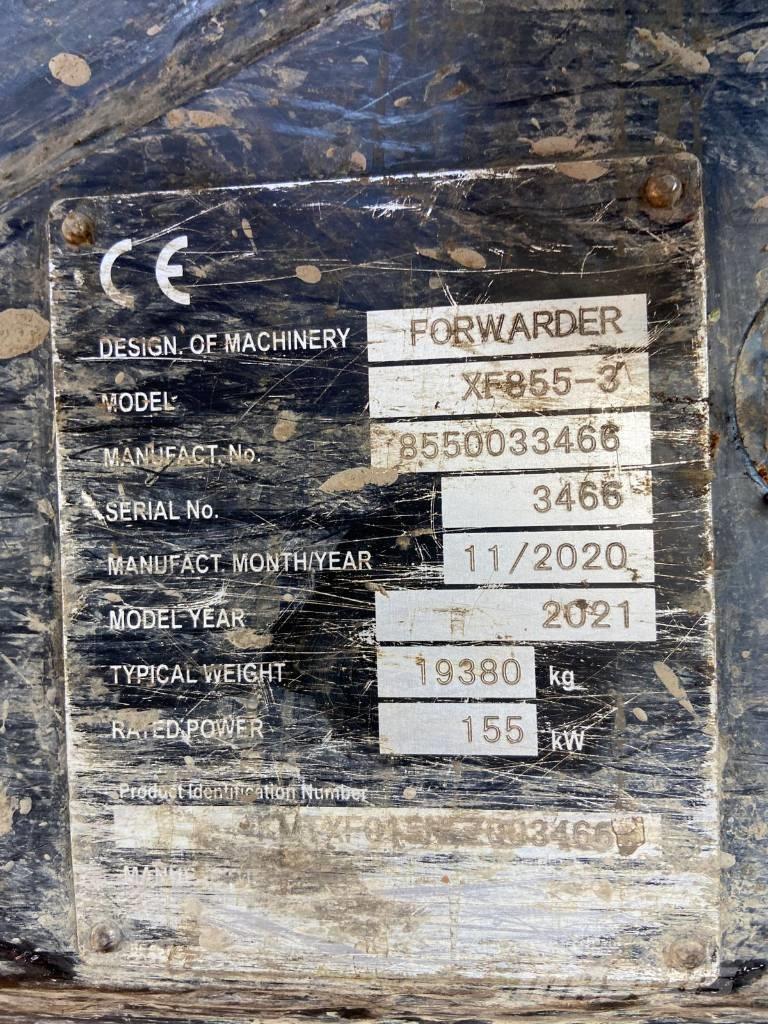 CE
DESIGN. OF MACHINERY FORWARDER
MODEL XF855-3
MANUFACT. No. 8550033466
SERIAL No. 3466
MANUFACT. MONTH/YEAR 11/2020
MODEL YEAR 2021
TYPICAL WEIGHT 19380 kg
RATED POWER 155 kW
Product Identification Number